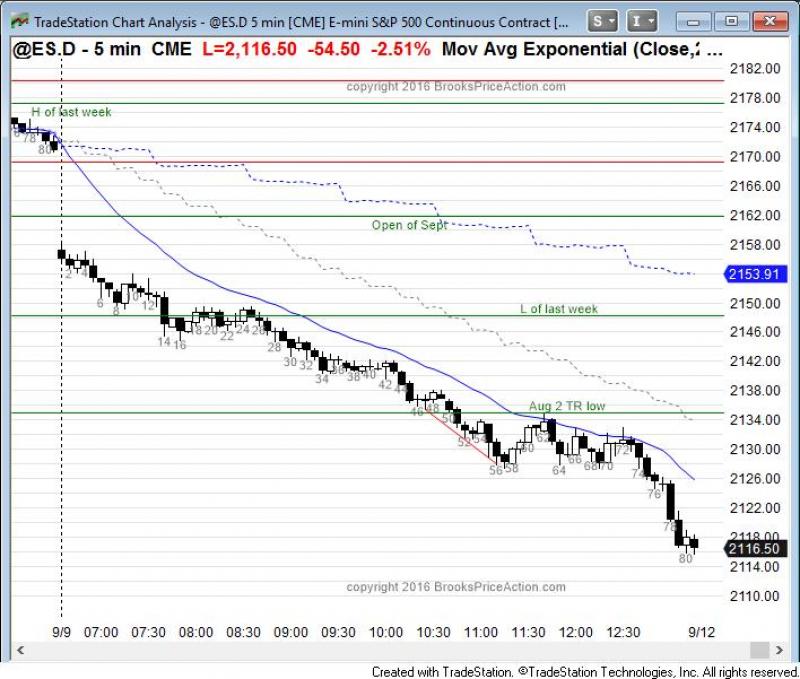 TradeStation Chart Analysis - @ES.D 5 min [CME] E-mini S&P 500 Continuous Contract [...
S I
@ES.D - 5 min CME L=2,116.50 -54.50 -2.51% Mov Avg Exponential (Close,2 ...
2182.00
copyright 2016 BrooksPriceAction.com
2178.00
H of last week
2174.00
78
80
2170.00
2166.00
2162.00
Open of Sept
2158.00
2153.91
2 4
6 8 10 12
2150.00
L of last week
14 16 18 20 22 24 26
2146.00
28
30 32 34 36 38 40 42 44
2142.00
2138.00
Aug 2 TR low
46 48 50
2134.00
52 54
56 58 60 62
2130.00
64 66 68 70 72
74
2126.00
76
2122.00
78
2118.00
2116.50
80
2114.00
copyright 2016 BrooksPriceAction.com
2110.00
9/9 07:00 07:30 08:00 08:30 09:00 09:30 10:00 10:30 11:00 11:30 12:00 12:30 9/12
Created with TradeStation. ©TradeStation Technologies, Inc. All rights reserved.